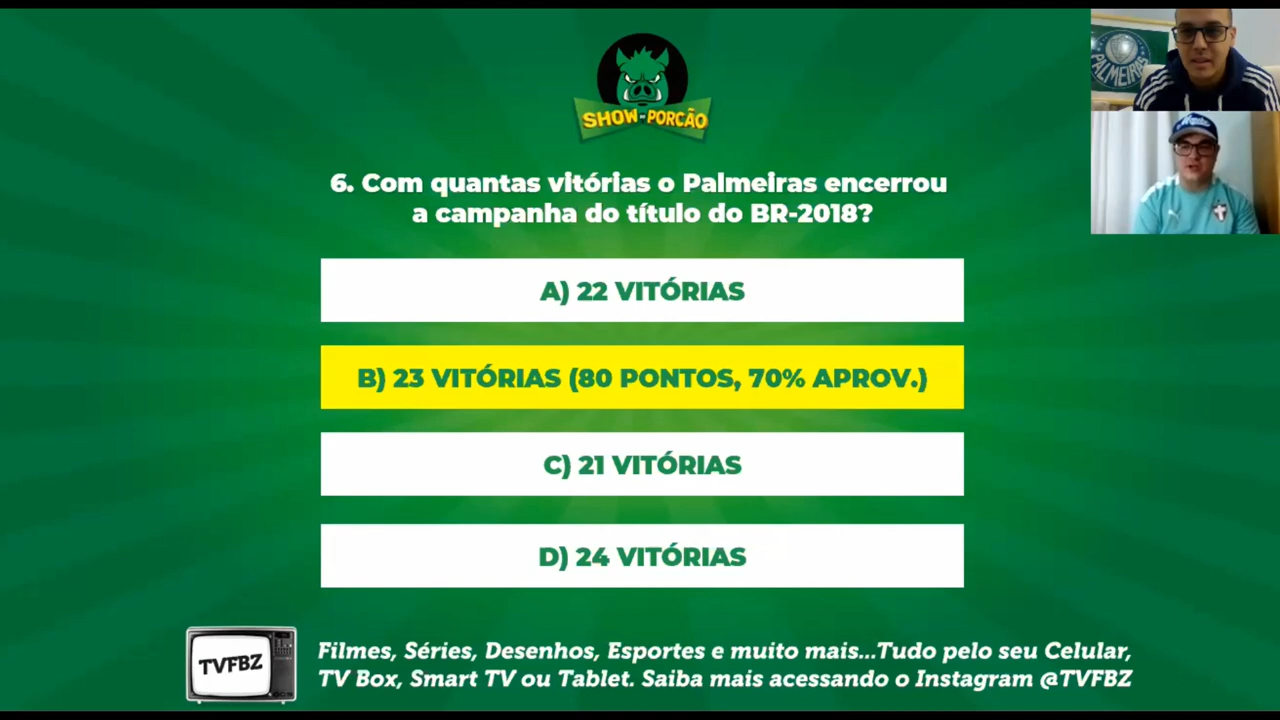 SHOW-PORCÃO
PALMEIRAS
6. Com quantas vitórias o Palmeiras encerrou
a campanha do título do BR-2018?
A) 22 VITÓRIAS
B) 23 VITÓRIAS (80 PONTOS, 70% APROV.)
C) 21 VITÓRIAS
D) 24 VITÓRIAS
TVFBZ
Filmes, Séries, Desenhos, Esportes e muito mais...Tudo pelo seu Celular,
TV Box, Smart TV ou Tablet. Saiba mais acessando o Instagram @TVFBZ